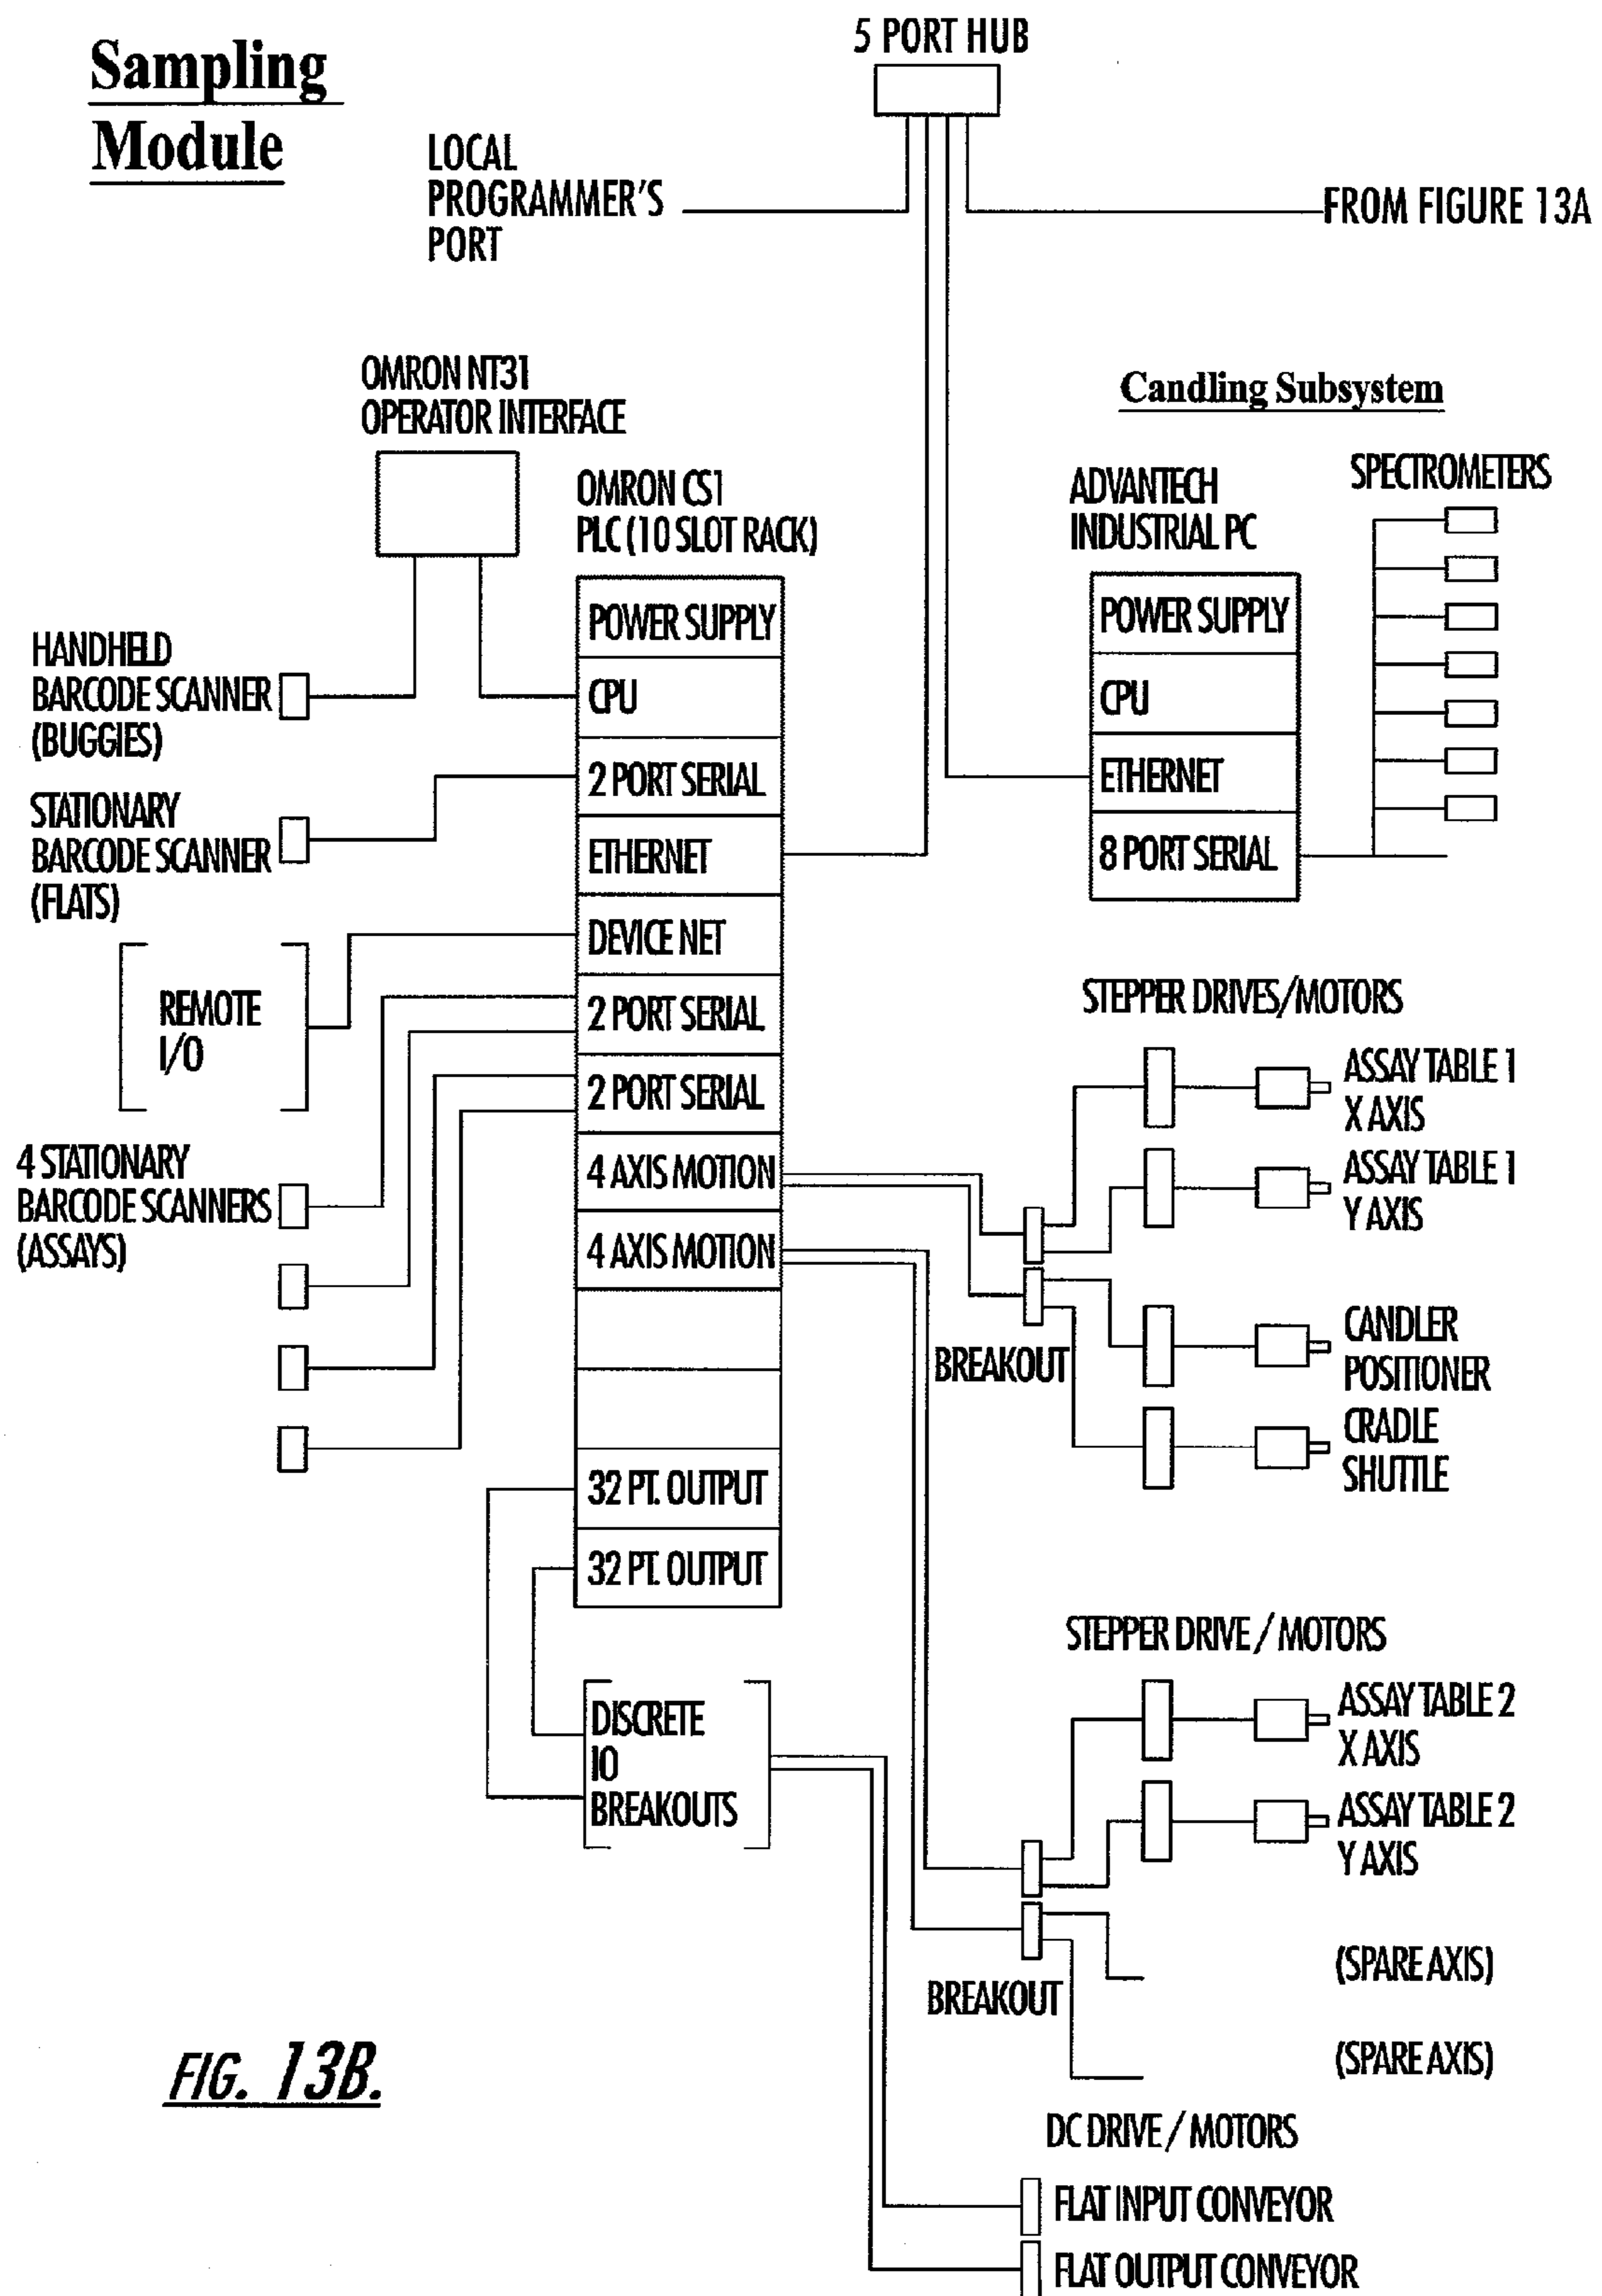 Sampling
Module
5 PORT HUB
LOCAL
PROGRAMMER'S
PORT
FROM FIGURE 13A
OMRON NT31
OPERATOR INTERFACE
OMRON CS1
PLC (10 SLOT RACK)
Candling Subsystem
ADVANTECH
INDUSTRIAL PC
SPECTROMETERS
HANDHELD
BARCODE SCANNER
(BUGGIES)
STATIONARY
BARCODE SCANNER
(FLATS)
REMOTE
I/O
4 STATIONARY
BARCODE SCANNERS
(ASSAYS)
POWER SUPPLY
CPU
2 PORT SERIAL
ETHERNET
DEVICE NET
2 PORT SERIAL
2 PORT SERIAL
4 AXIS MOTION
4 AXIS MOTION
32 PT. OUTPUT
32 PT. OUTPUT
POWER SUPPLY
CPU
ETHERNET
8 PORT SERIAL
STEPPER DRIVES/MOTORS
ASSAY TABLE 1
X AXIS
ASSAY TABLE 1
Y AXIS
BREAKOUT
CANDLER
POSITIONER
CRADLE
SHUTTLE
DISCRETE
IO
BREAKOUTS
STEPPER DRIVE / MOTORS
ASSAY TABLE 2
X AXIS
ASSAY TABLE 2
Y AXIS
BREAKOUT
(SPARE AXIS)
(SPARE AXIS)
DC DRIVE / MOTORS
FLAT INPUT CONVEYOR
FLAT OUTPUT CONVEYOR
FIG. 13B.